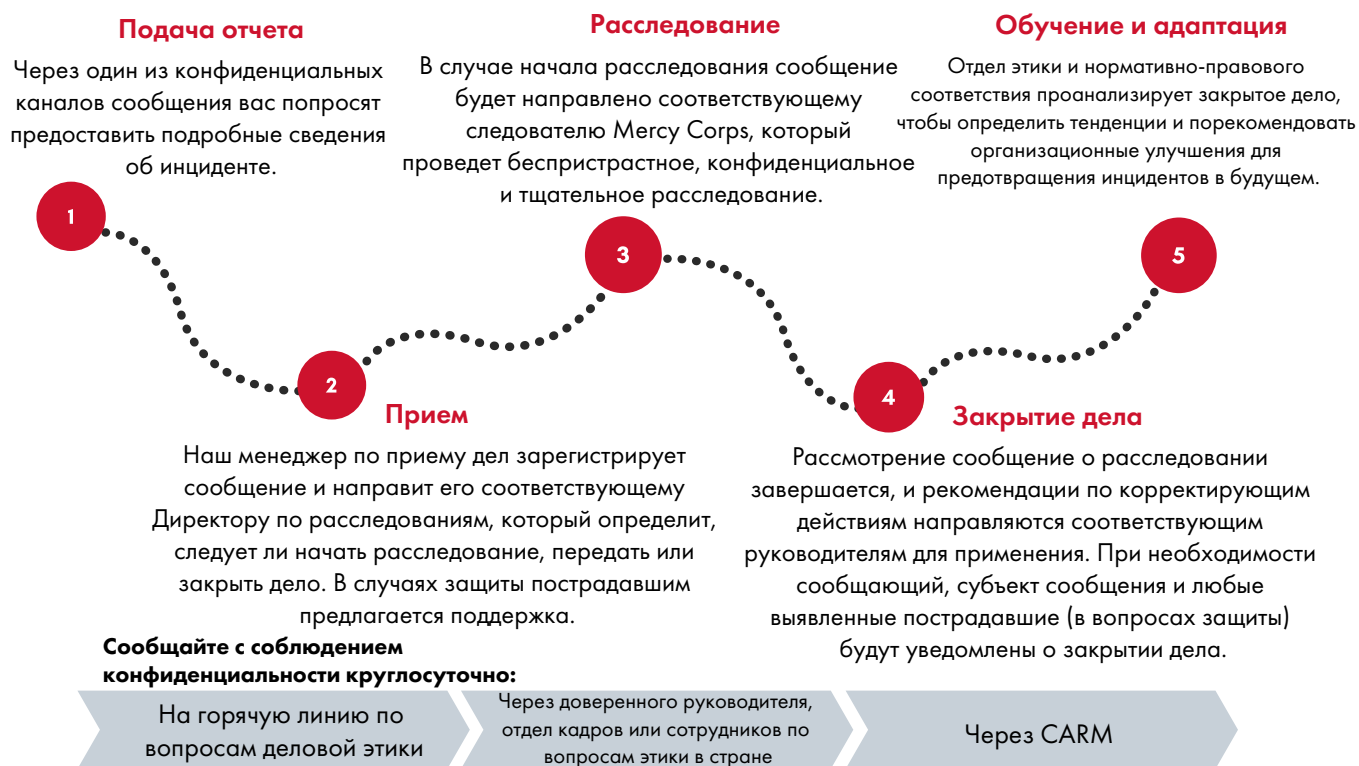 Подача отчета
Через один из конфиденциальных
каналов сообщения вас попросят
предоставить подробные сведения
об инциденте.
1
2
Прием
Наш менеджер по приему дел зарегистрирует
сообщение и направит его соответствующему
Директору по расследованиям, который определит,
следует ли начать расследование, передать или
закрыть дело. В случаях защиты пострадавшим
предлагается поддержка.
Расследование
В случае начала расследования сообщение
будет направлено соответствующему
следователю Mercy Corps, который
проведет беспристрастное, конфиденциальное
и тщательное расследование.
3
4
Закрытие дела
Рассмотрение сообщение о расследовании
завершается, и рекомендации по корректирующим
действиям направляются соответствующим
руководителям для применения. При необходимости
сообщающий, субъект сообщения и любые
выявленные пострадавшие (в вопросах защиты)
будут уведомлены о закрытии дела.
Обучение и адаптация
Отдел этики и нормативно-правового
соответствия проанализирует закрытое дело,
чтобы определить тенденции и порекомендовать
организационные улучшения для
предотвращения инцидентов в будущем.
5
Сообщайте с соблюдением
конфиденциальности круглосуточно:
На горячую линию по
вопросам деловой этики
Через доверенного руководителя,
отдел кадров или сотрудников по
вопросам этики в стране
Через CARM